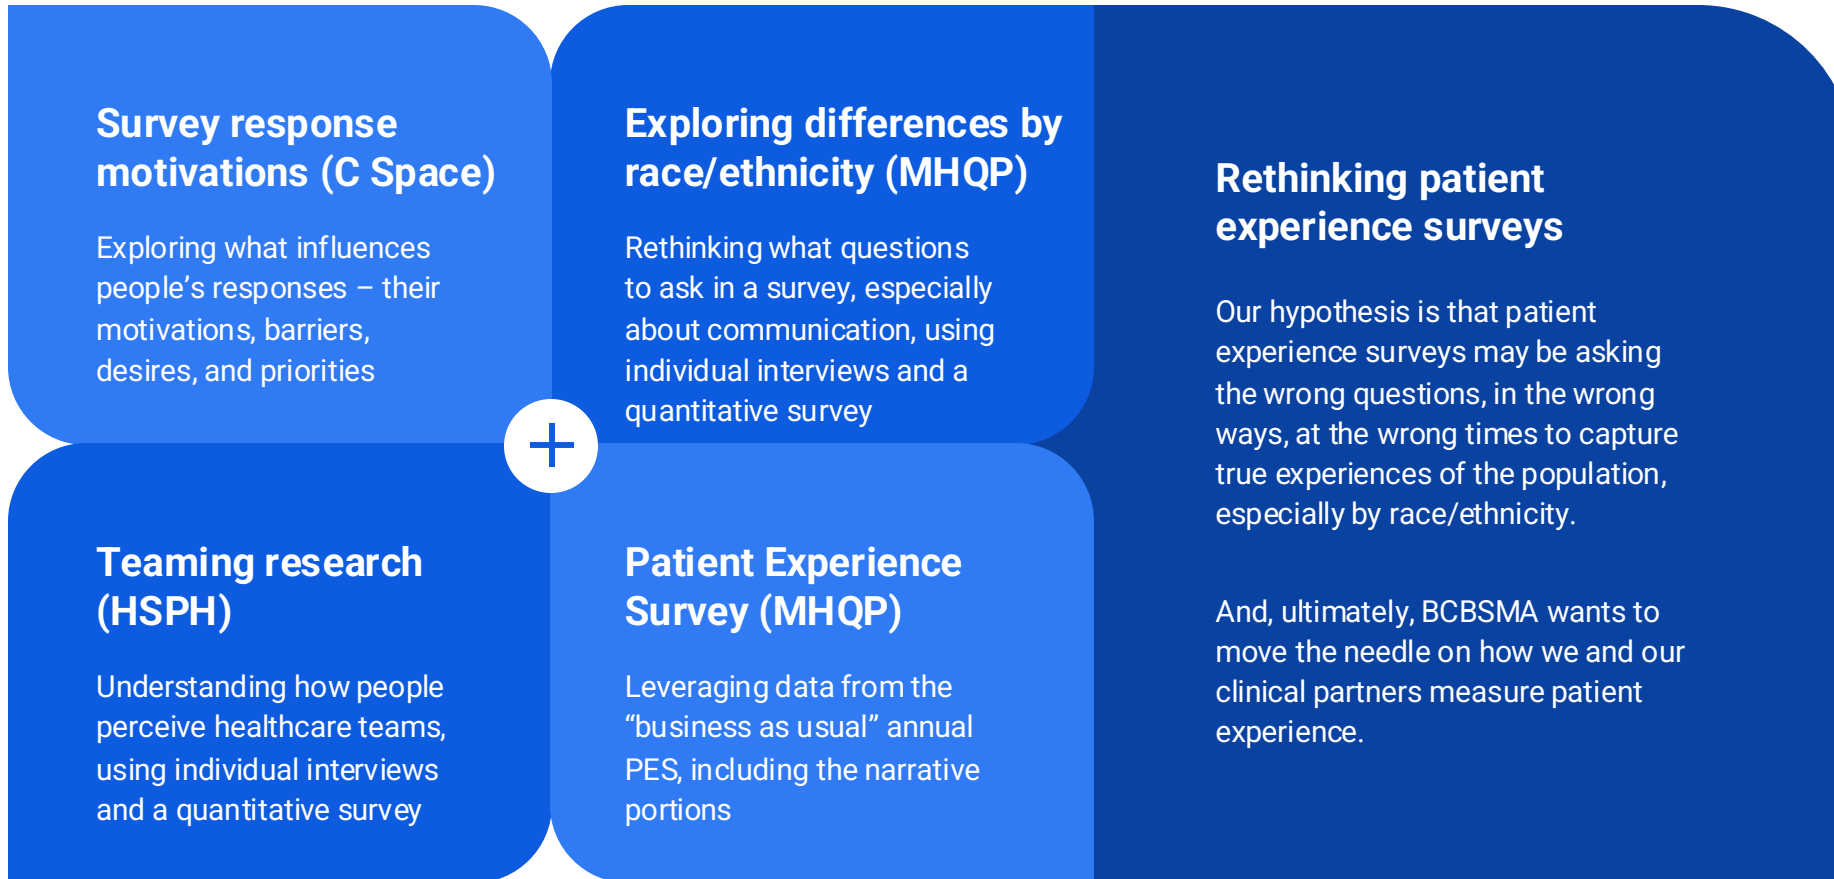 Survey response
motivations (C Space)
Exploring what influences
people’s responses – their
motivations, barriers,
desires, and priorities
Exploring differences by
race/ethnicity (MHQP)
Rethinking what questions
to ask in a survey, especially
about communication, using
individual interviews and a
quantitative survey
Teaming research
(HSPH)
Understanding how people
perceive healthcare teams,
using individual interviews
and a quantitative survey
Patient Experience
Survey (MHQP)
Leveraging data from the
“business as usual” annual
PES, including the narrative
portions
Rethinking patient
experience surveys
Our hypothesis is that patient
experience surveys may be asking
the wrong questions, in the wrong
ways, at the wrong times to capture
true experiences of the population,
especially by race/ethnicity.
And, ultimately, BCBSMA wants to
move the needle on how we and our
clinical partners measure patient
experience.